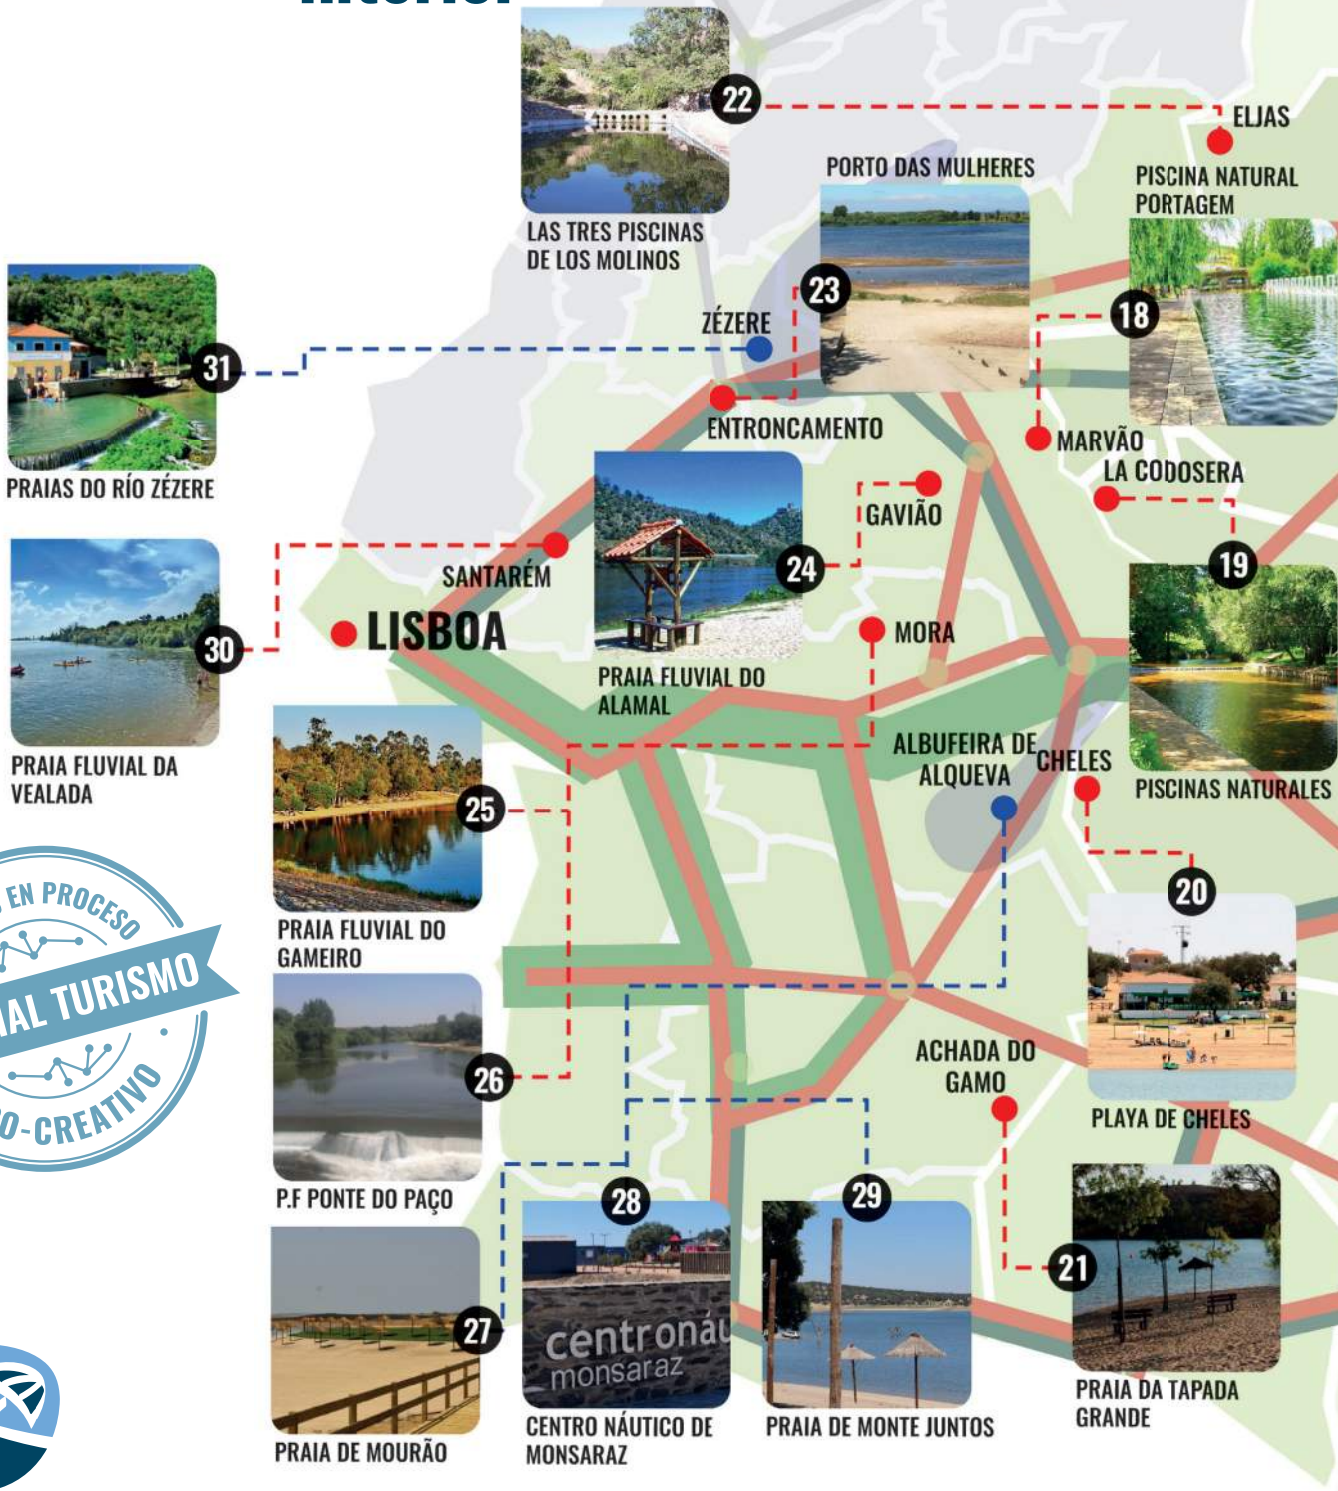 22
ELJAS
PORTO DAS MULHERES
PISCINA NATURAL
PORTAGEM
LAS TRES PISCINAS
DE LOS MOLINOS
23
18
ZÉZERE
31
ENTRONCAMENTO
MARVÃO
LA CODOSERA
PRAIAS DO RÍO ZÉZERE
GAVIÃO
SANTARÉM
24
19
30
LISBOA
MORA
PRAIA FLUVIAL DO
ALAMAL
PRAIA FLUVIAL DA
VEALADA
ALBUFEIRA DE
ALQUEVA
CHELES
PISCINAS NATURALES
25
20
EN PROCESO
TURISMO
PRAIA FLUVIAL DO
GAMEIRO
26
ACHADA DO
GAMO
PLAYA DE CHELES
P.F PONTE DO PAÇO
28
29
21
27
centronáu
monsaraz
PRAIA DE MOURÃO
CENTRO NÁUTICO DE
MONSARAZ
PRAIA DE MONTE JUNTOS
PRAIA DA TAPADA
GRANDE